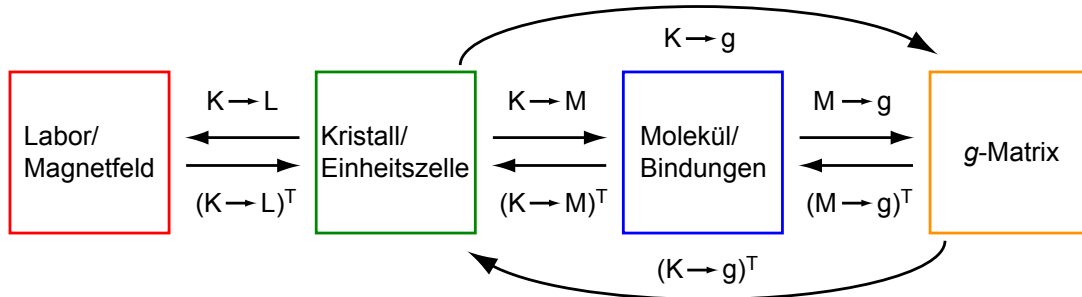 K→g
K→L
K→M
M→g
Labor/
Magnetfeld
Kristall/
Einheitszelle
Molekül/
Bindungen
g-Matrix
(K→L)ᵀ
(K→M)ᵀ
(M→g)ᵀ
(K→g)ᵀ